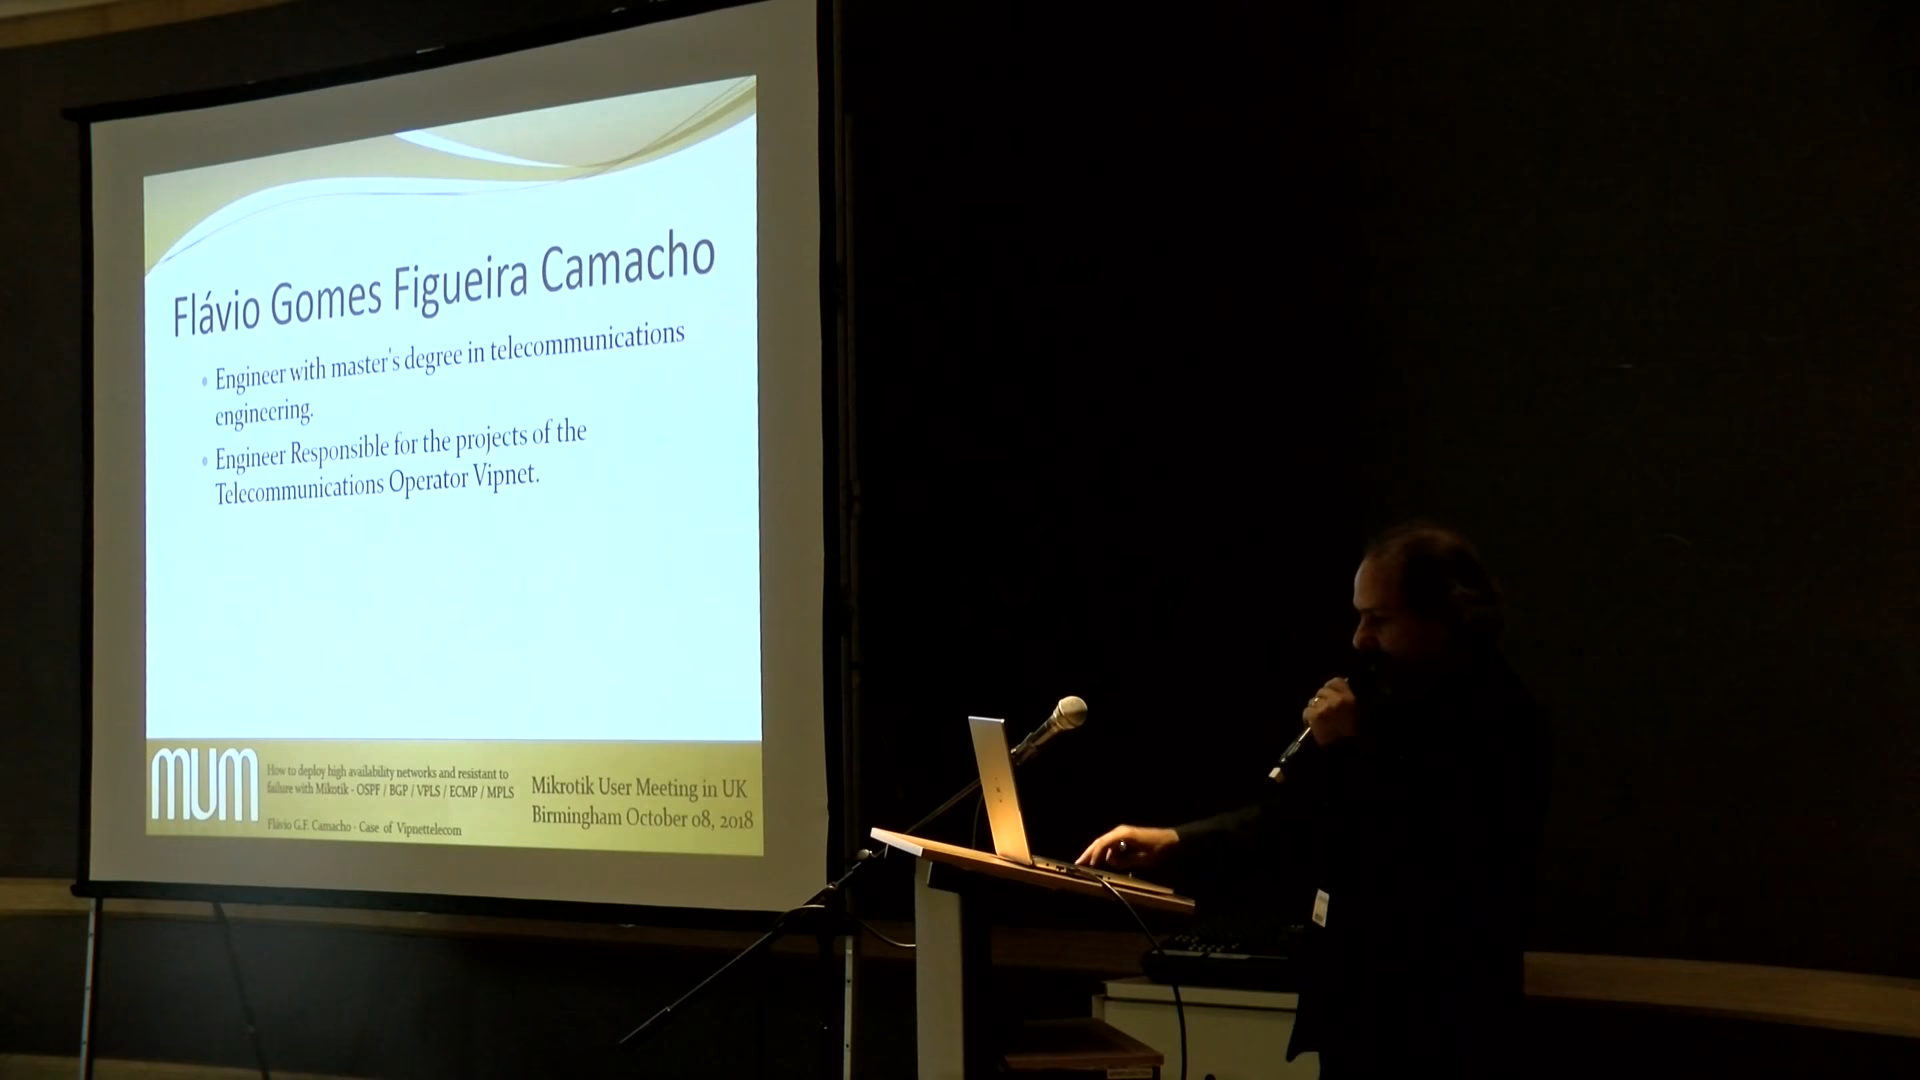 Flávio Gomes Figueira Camacho
• Engineer with master's degree in telecommunications
engineering.
• Engineer Responsible for the projects of the
Telecommunications Operator Vipnet.
mum
How to deploy high availability networks and resistant to
failure with Mikotik - OSPF / BGP / VPLS / ECMP / MPLS
Flávio G.F. Camacho - Case of Vipnettelecom
Mikrotik User Meeting in UK
Birmingham October 08, 2018